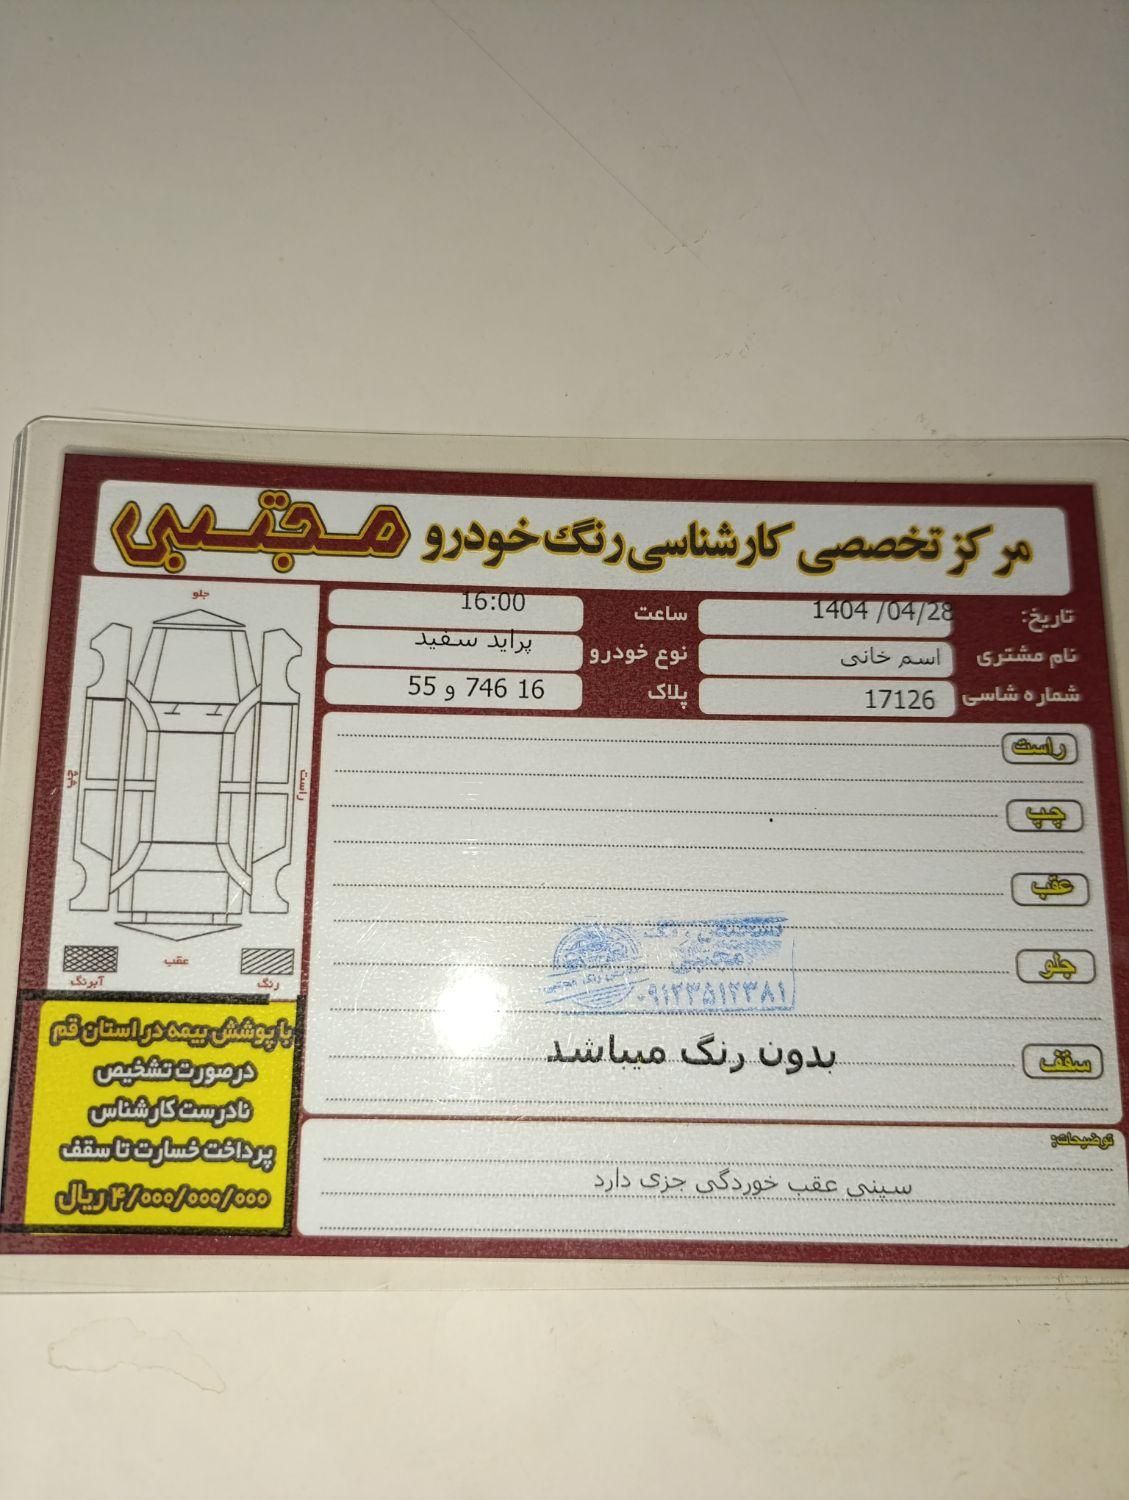 مرکز تخصصی کارشناسی رنگ خودرو مجتبی
تاریخ: 1404 /04/28
ساعت 16:00
نام مشتری اسم خانی
نوع خودرو پراید سفید
شماره شاسی 17126
پلاک 55 و 746 16
جلو
راست
چپ
عقب
رنگ
آبرنگ
راست
چپ
عقب
جلو
سقف
مجتبی
۰۹۱۲۳۵۱۲۳۸۱
بدون رنگ میباشد
توضیحات:
سینی عقب خوردگی جزی دارد
با پوشش بیمه در استان قم
درصورت تشخیص
نادرست کارشناس
پرداخت خسارت تا سقف
۴/۰۰۰/۰۰۰/۰۰۰ ریال